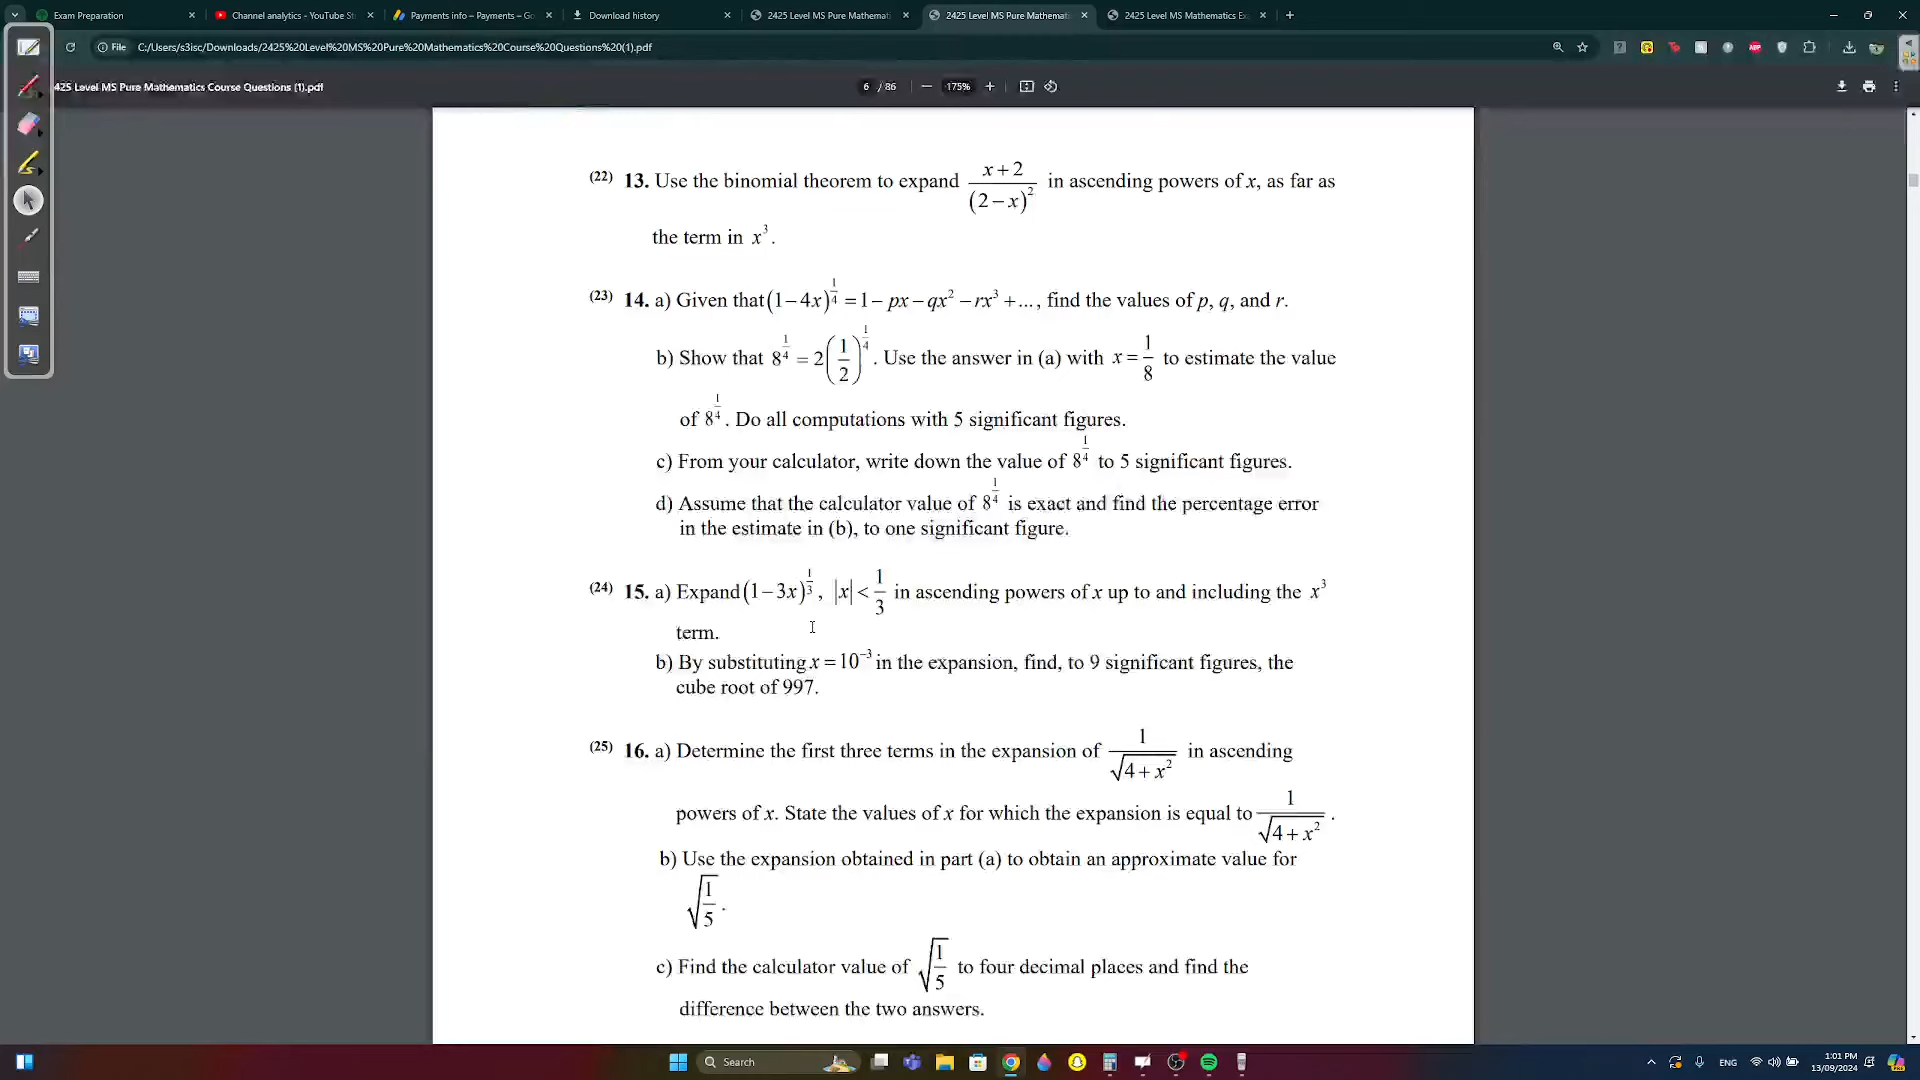 Exam Preparation
Channel analytics - YouTube St
Payments info – Payments – Go
Download history
2425 Level MS Pure Mathemati
2425 Level MS Pure Mathemat
2425 Level MS Mathematics Ex
File C:/Users/s3isc/Downloads/2425%20Level%20MS%20Pure%20Mathematics%20Course%20Questions%20(1).pdf
425 Level MS Pure Mathematics Course Questions (1).pdf
6 / 86
175%
(22) 13. Use the binomial theorem to expand (x+2)/(2−x)² in ascending powers of x, as far as
the term in x³.
(23) 14. a) Given that (1−4x)^(1/4) = 1 − px − qx² − rx³ + ..., find the values of p, q, and r.
b) Show that 8^(1/4) = 2(1/2)^(1/4). Use the answer in (a) with x = 1/8 to estimate the value
of 8^(1/4). Do all computations with 5 significant figures.
c) From your calculator, write down the value of 8^(1/4) to 5 significant figures.
d) Assume that the calculator value of 8^(1/4) is exact and find the percentage error
in the estimate in (b), to one significant figure.
(24) 15. a) Expand (1−3x)^(1/3), |x| < 1/3 in ascending powers of x up to and including the x³
term.
b) By substituting x = 10⁻³ in the expansion, find, to 9 significant figures, the
cube root of 997.
(25) 16. a) Determine the first three terms in the expansion of 1/√(4+x²) in ascending
powers of x. State the values of x for which the expansion is equal to 1/√(4+x²).
b) Use the expansion obtained in part (a) to obtain an approximate value for
√(1/5).
c) Find the calculator value of √(1/5) to four decimal places and find the
difference between the two answers.
Search
ENG
1:01 PM
13/09/2024